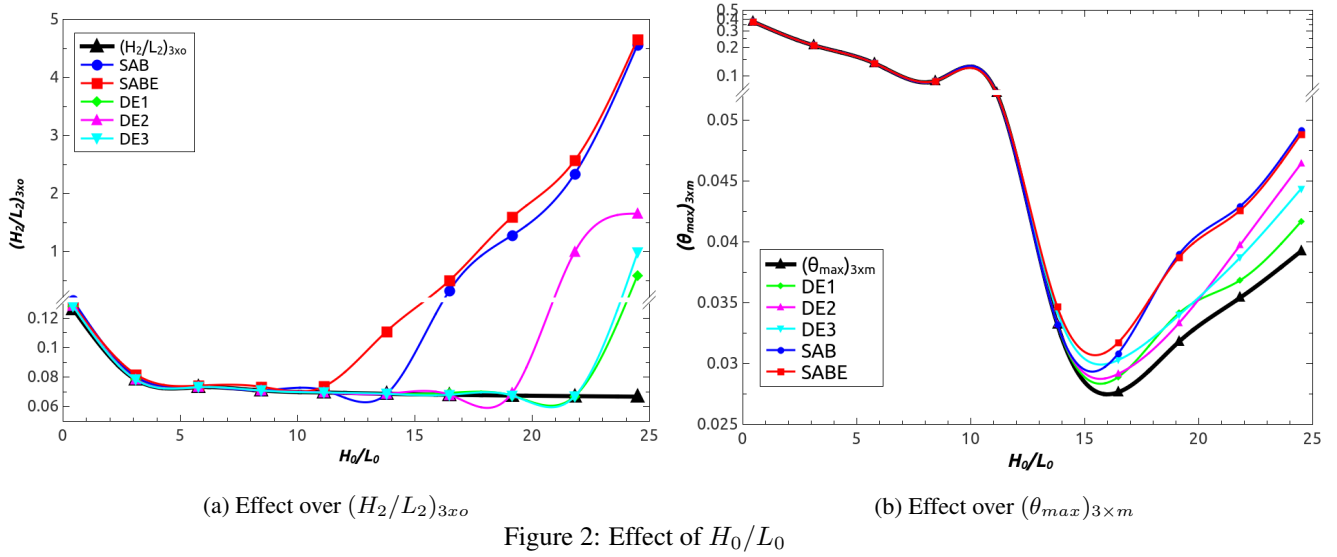 5
4
3
2
1
0.12
0.1
0.08
0.06
(H2/L2)3xo
(H2/L2)3xo
SAB
SABE
DE1
DE2
DE3
0 5 10 15 20 25
H0/L0
(a) Effect over (H2/L2)3xo
0.5
0.4
0.3
0.2
0.1
0.05
0.045
0.04
0.035
0.03
0.025
(θmax)3xm
(θmax)3xm
DE1
DE2
DE3
SAB
SABE
0 5 10 15 20 25
H0/L0
(b) Effect over (θmax)3×m
Figure 2: Effect of H0/L0